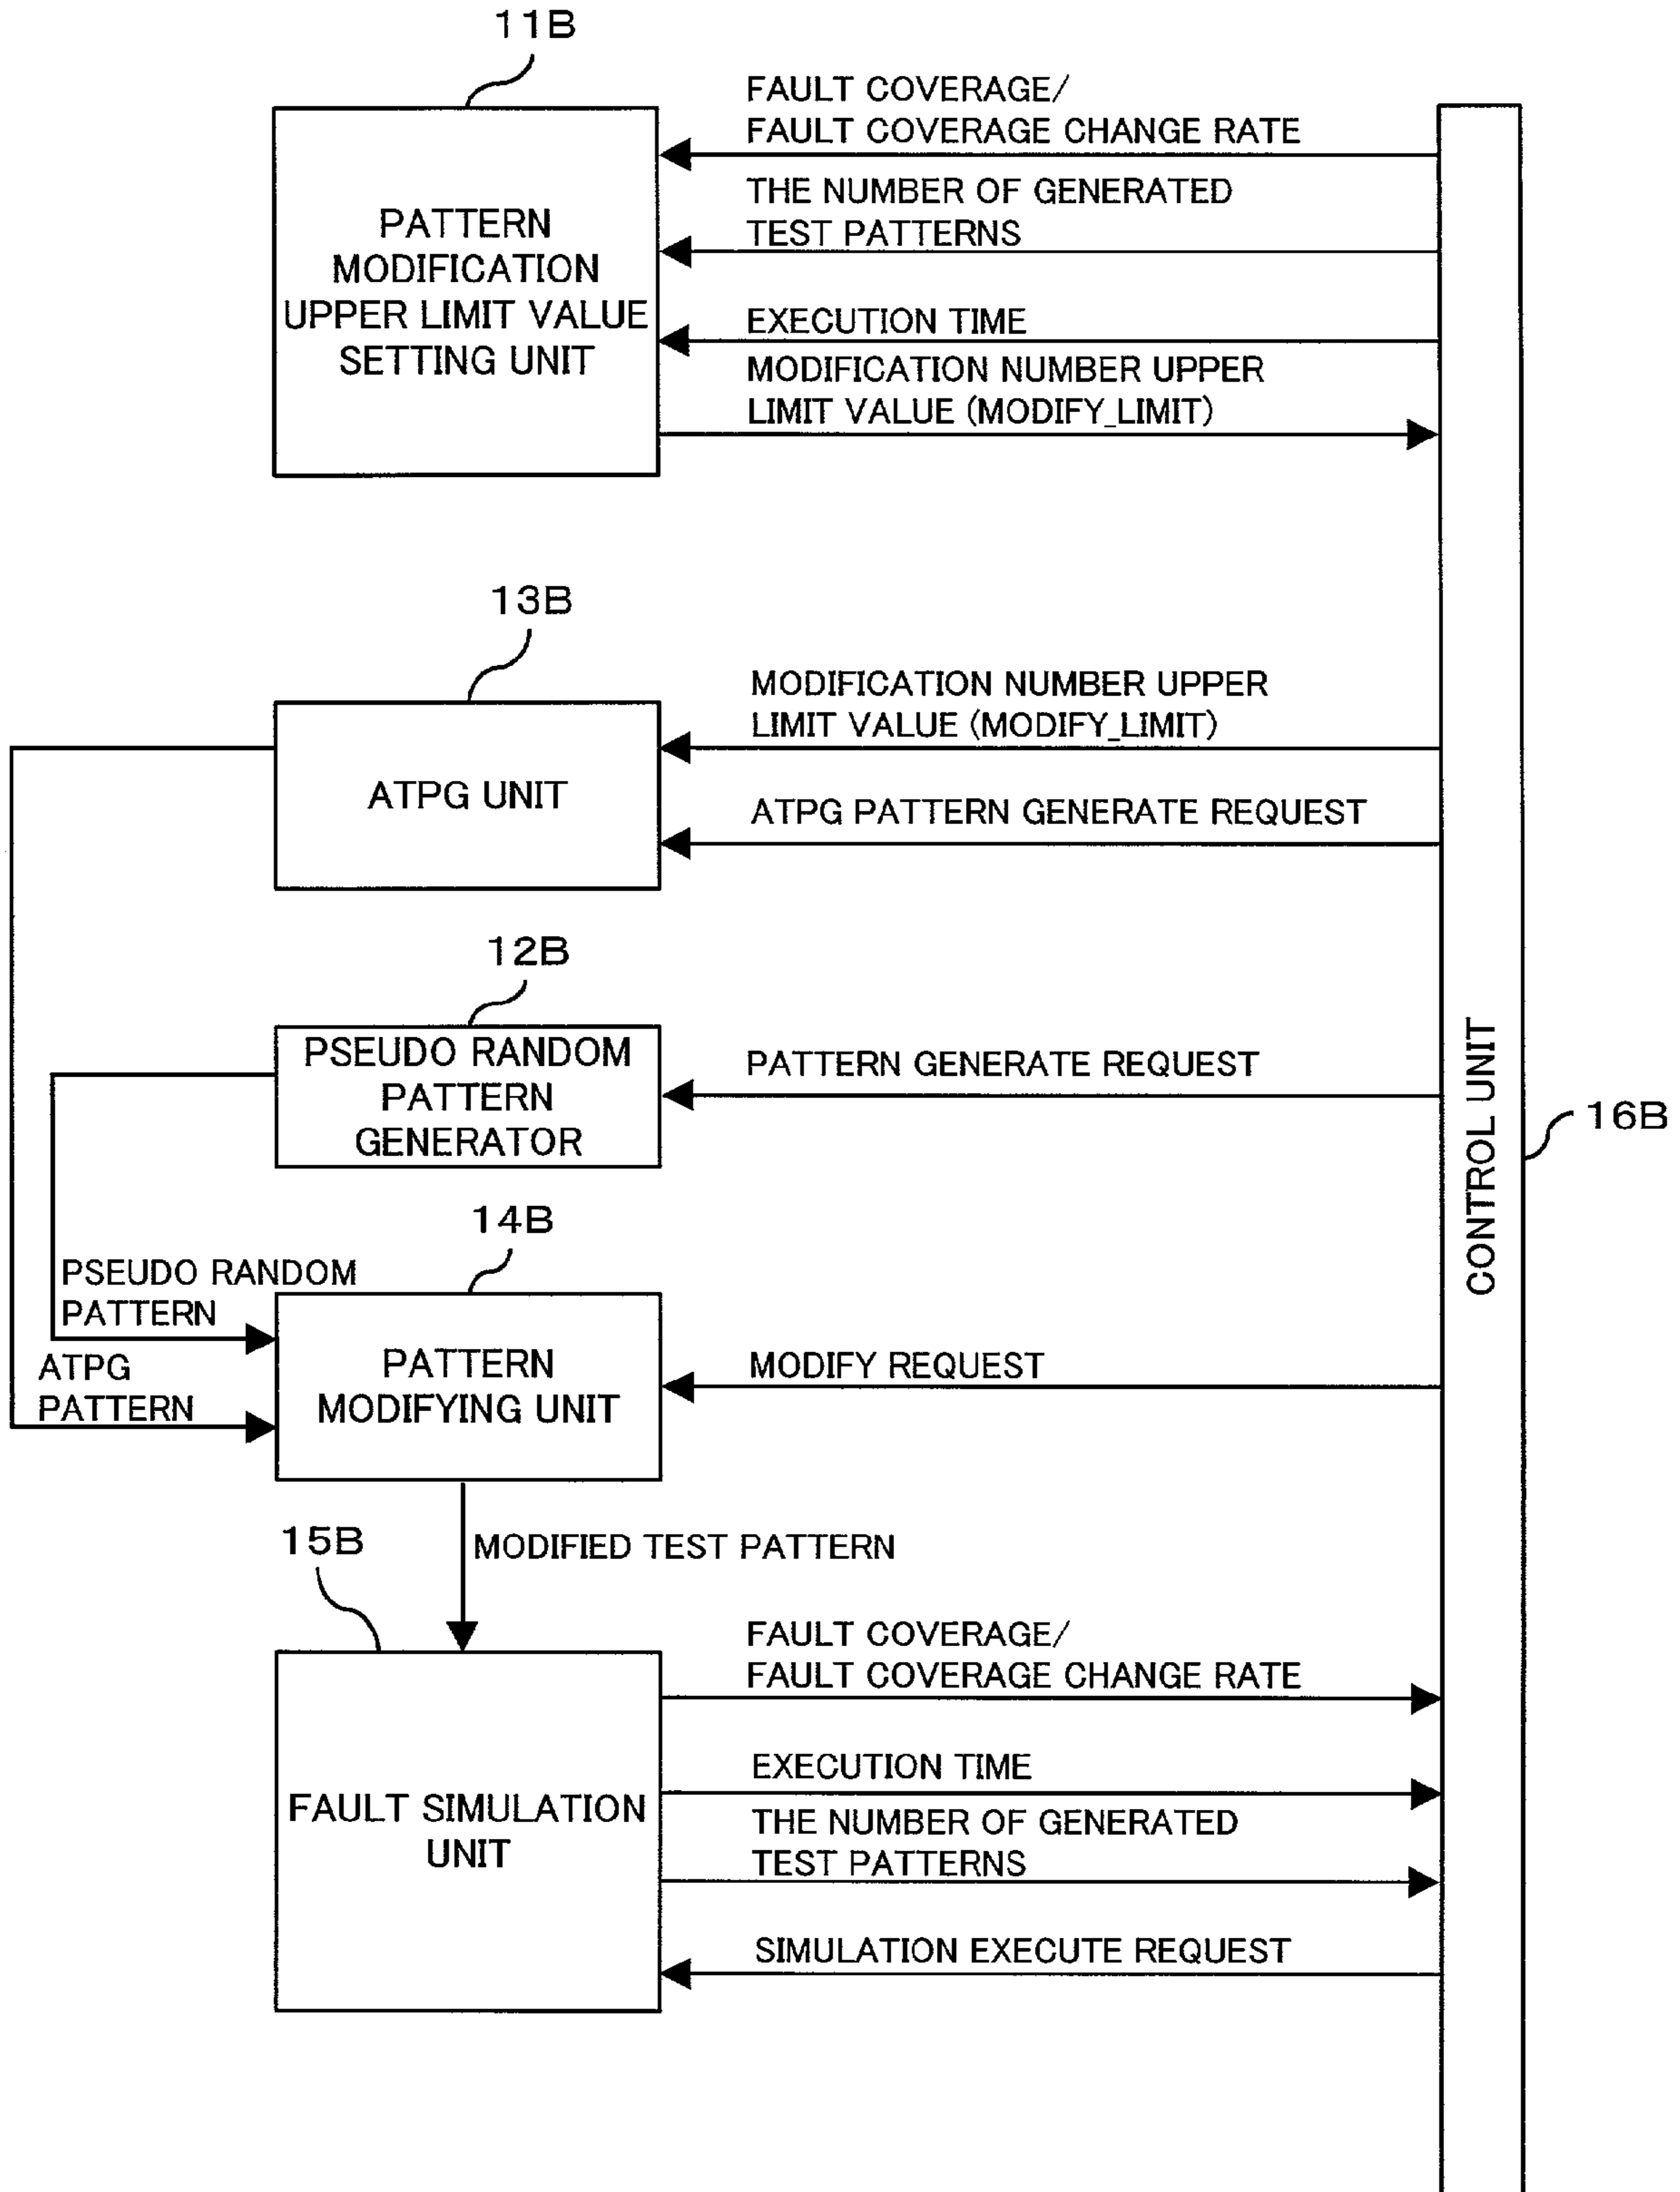 11B
FAULT COVERAGE/
FAULT COVERAGE CHANGE RATE
THE NUMBER OF GENERATED
TEST PATTERNS
PATTERN
MODIFICATION
UPPER LIMIT VALUE
SETTING UNIT
EXECUTION TIME
MODIFICATION NUMBER UPPER
LIMIT VALUE (MODIFY_LIMIT)
13B
MODIFICATION NUMBER UPPER
LIMIT VALUE (MODIFY_LIMIT)
ATPG UNIT
ATPG PATTERN GENERATE REQUEST
12B
PSEUDO RANDOM
PATTERN
GENERATOR
PATTERN GENERATE REQUEST
CONTROL UNIT
16B
14B
PSEUDO RANDOM
PATTERN
ATPG
PATTERN
PATTERN
MODIFYING UNIT
MODIFY REQUEST
15B
MODIFIED TEST PATTERN
FAULT COVERAGE/
FAULT COVERAGE CHANGE RATE
EXECUTION TIME
FAULT SIMULATION
UNIT
THE NUMBER OF GENERATED
TEST PATTERNS
SIMULATION EXECUTE REQUEST